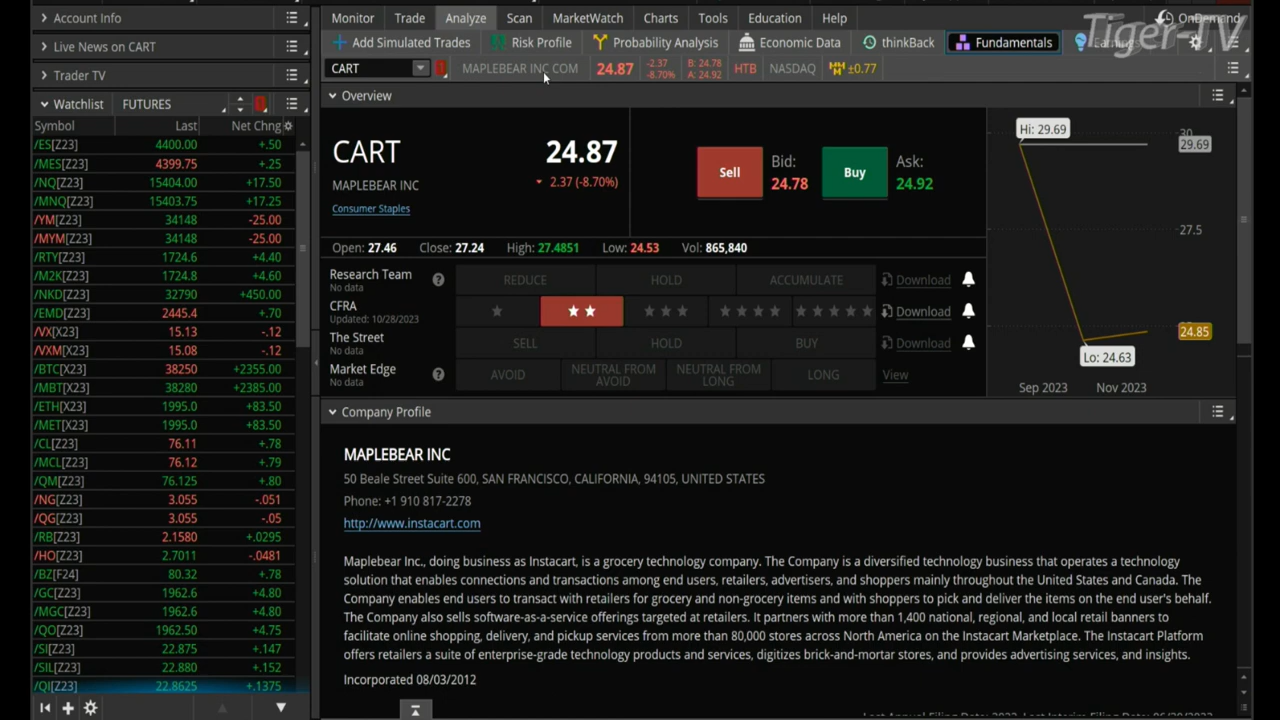 Account Info
Live News on CART
Trader TV
Watchlist FUTURES
Symbol Last Net Chng
/ES[Z23] 4400.00 +.50
/MES[Z23] 4399.75 +.25
/NQ[Z23] 15404.00 +17.50
/MNQ[Z23] 15403.75 +17.25
/YM[Z23] 34148 -25.00
/MYM[Z23] 34148 -25.00
/RTY[Z23] 1724.6 +4.40
/M2K[Z23] 1724.8 +4.60
/NKD[Z23] 32790 +450.00
/EMD[Z23] 2445.4 +.70
/VX[X23] 15.13 -.12
/VXM[X23] 15.08 -.12
/BTC[X23] 38250 +2355.00
/MBT[X23] 38280 +2385.00
/ETH[X23] 1995.0 +83.50
/MET[X23] 1995.0 +83.50
/CL[Z23] 76.11 +.78
/MCL[Z23] 76.12 +.79
/QM[Z23] 76.125 +.80
/NG[Z23] 3.055 -.051
/QG[Z23] 3.055 -.05
/RB[Z23] 2.1580 +.0295
/HO[Z23] 2.7011 -.0481
/BZ[F24] 80.32 +.78
/GC[Z23] 1962.6 +4.80
/MGC[Z23] 1962.6 +4.80
/QO[Z23] 1962.50 +4.75
/SI[Z23] 22.875 +.147
/SIL[Z23] 22.880 +.152
/QI[Z23] 22.8625 +.1375
Monitor Trade Analyze Scan MarketWatch Charts Tools Education Help
OnDemand
Tiger-TV
Add Simulated Trades Risk Profile Probability Analysis Economic Data thinkBack Fundamentals Earnings
CART MAPLEBEAR INC COM 24.87 -2.37 -8.70% B: 24.78 A: 24.92 HTB NASDAQ ±0.77
Overview
CART 24.87
MAPLEBEAR INC 2.37 (-8.70%)
Consumer Staples
Sell Bid: 24.78 Buy Ask: 24.92
Open: 27.46 Close: 27.24 High: 27.4851 Low: 24.53 Vol: 865,840
Research Team No data REDUCE HOLD ACCUMULATE Download
CFRA Updated: 10/28/2023 Download
The Street No data SELL HOLD BUY Download
Market Edge No data AVOID NEUTRAL FROM AVOID NEUTRAL FROM LONG LONG View
Hi: 29.69
30
29.69
27.5
24.85
Lo: 24.63
Sep 2023 Nov 2023
Company Profile
MAPLEBEAR INC
50 Beale Street Suite 600, SAN FRANCISCO, CALIFORNIA, 94105, UNITED STATES
Phone: +1 910 817-2278
http://www.instacart.com
Maplebear Inc., doing business as Instacart, is a grocery technology company. The Company is a diversified technology business that operates a technology
solution that enables connections and transactions among end users, retailers, advertisers, and shoppers mainly throughout the United States and Canada. The
Company enables end users to transact with retailers for grocery and non-grocery items and with shoppers to pick and deliver the items on the end user's behalf.
The Company also sells software-as-a-service offerings targeted at retailers. It partners with more than 1,400 national, regional, and local retail banners to
facilitate online shopping, delivery, and pickup services from more than 80,000 stores across North America on the Instacart Marketplace. The Instacart Platform
offers retailers a suite of enterprise-grade technology products and services, digitizes brick-and-mortar stores, and provides advertising services, and insights.
Incorporated 08/03/2012